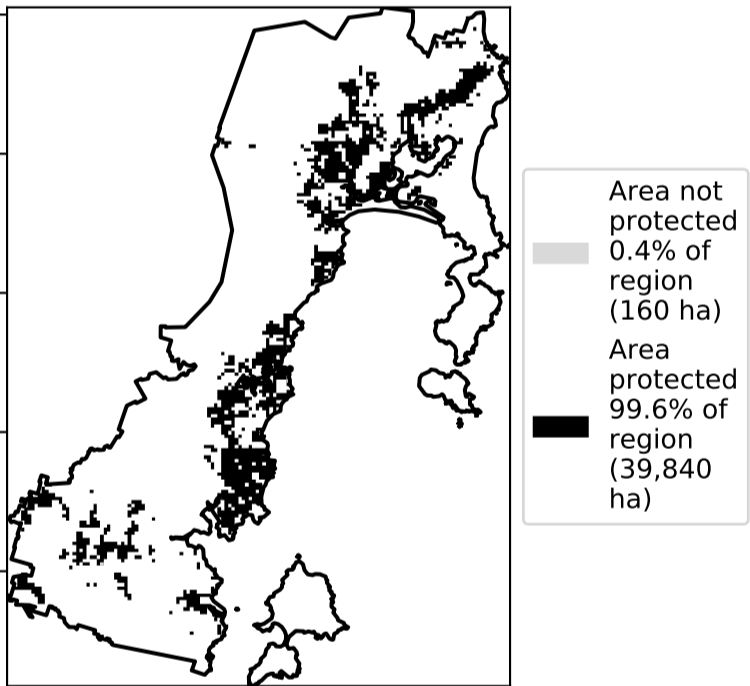 Area not
protected
0.4% of
region
(160 ha)
Area
protected
99.6% of
region
(39,840
ha)